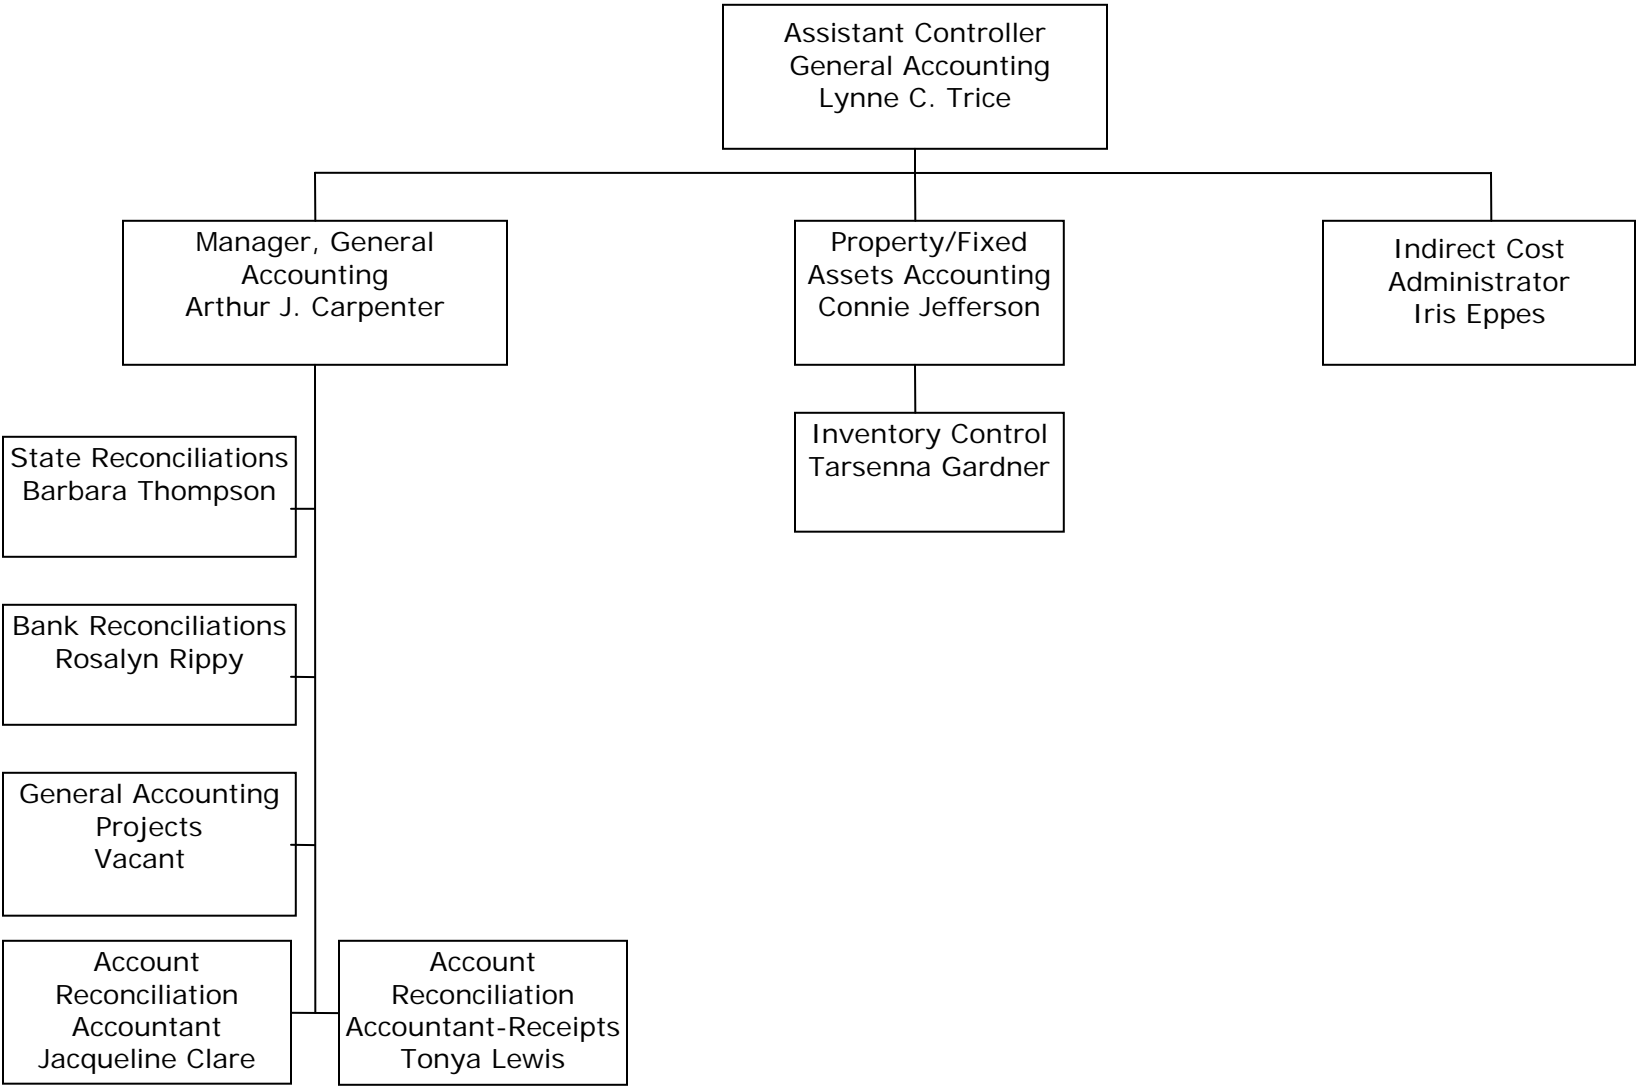 Assistant Controller
General Accounting
Lynne C. Trice
Manager, General
Accounting
Arthur J. Carpenter
Property/Fixed
Assets Accounting
Connie Jefferson
Indirect Cost
Administrator
Iris Eppes
State Reconciliations
Barbara Thompson
Inventory Control
Tarsenna Gardner
Bank Reconciliations
Rosalyn Rippy
General Accounting
Projects
Vacant
Account
Reconciliation
Accountant
Jacqueline Clare
Account
Reconciliation
Accountant-Receipts
Tonya Lewis